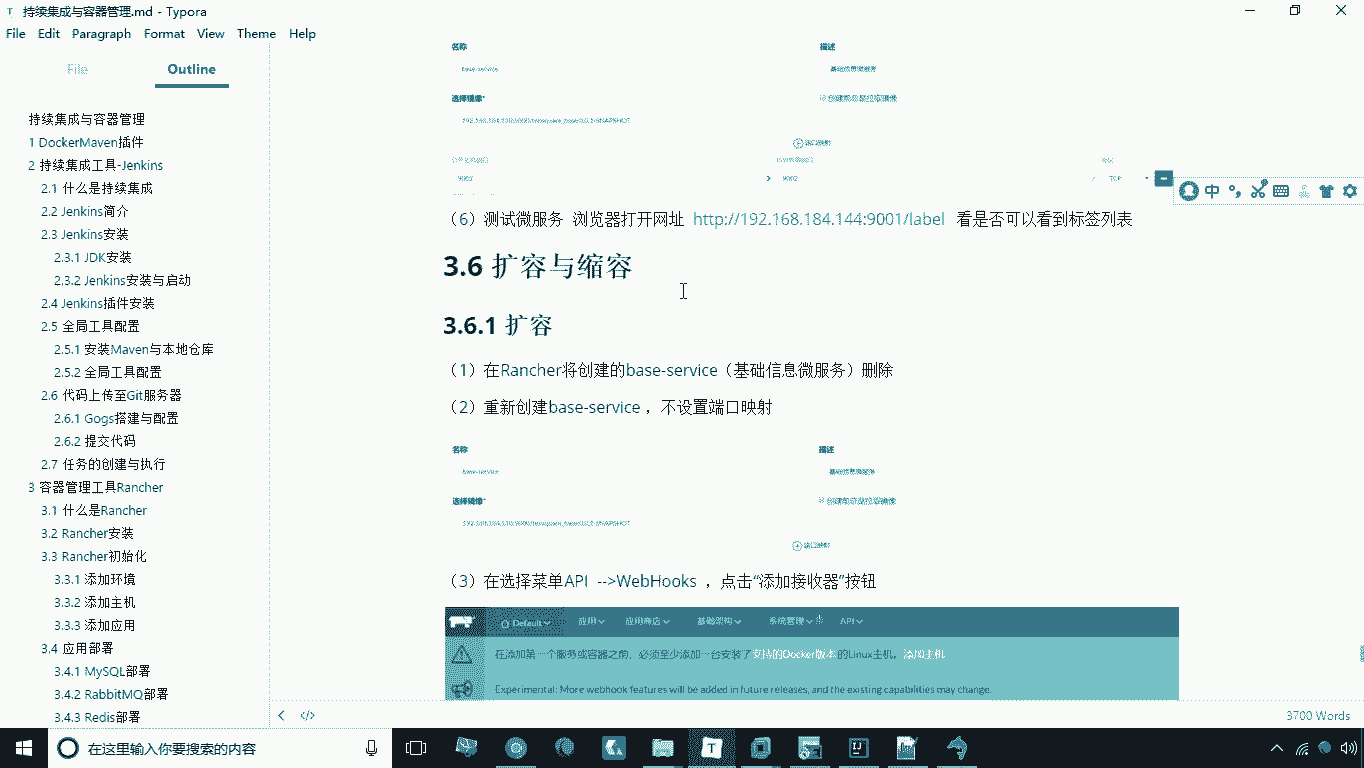 持续集成与容器管理.md - Typora
File Edit Paragraph Format View Theme Help
File Outline
持续集成与容器管理
1 DockerMaven插件
2 持续集成工具-Jenkins
2.1 什么是持续集成
2.2 Jenkins简介
2.3 Jenkins安装
2.3.1 JDK安装
2.3.2 Jenkins安装与启动
2.4 Jenkins插件安装
2.5 全局工具配置
2.5.1 安装Maven与本地仓库
2.5.2 全局工具配置
2.6 代码上传至Git服务器
2.6.1 Gogs搭建与配置
2.6.2 提交代码
2.7 任务的创建与执行
3 容器管理工具Rancher
3.1 什么是Rancher
3.2 Rancher安装
3.3 Rancher初始化
3.3.1 添加环境
3.3.2 添加主机
3.3.3 添加应用
3.4 应用部署
3.4.1 MySQL部署
3.4.2 RabbitMQ部署
3.4.3 Redis部署
名称 描述
base-service 基础信息微服务
选择镜像*
端口映射
9001 9001 TCP
中
（6）测试微服务 浏览器打开网址 http://192.168.184.144:9001/label 看是否可以看到标签列表
3.6 扩容与缩容
3.6.1 扩容
（1）在Rancher将创建的base-service（基础信息微服务）删除
（2）重新创建base-service ，不设置端口映射
名称 描述
base-service 基础信息微服务
选择镜像*
端口映射
（3）在选择菜单API -->WebHooks ，点击“添加接收器”按钮
Default 应用 应用商店 基础架构 系统管理 API
在添加第一个服务或容器之前，必须至少添加一台安装了支持的Docker版本的Linux主机。添加主机
Experimental: More webhook features will be added in future releases, and the existing capabilities may change.
3700 Words
在这里输入你要搜索的内容